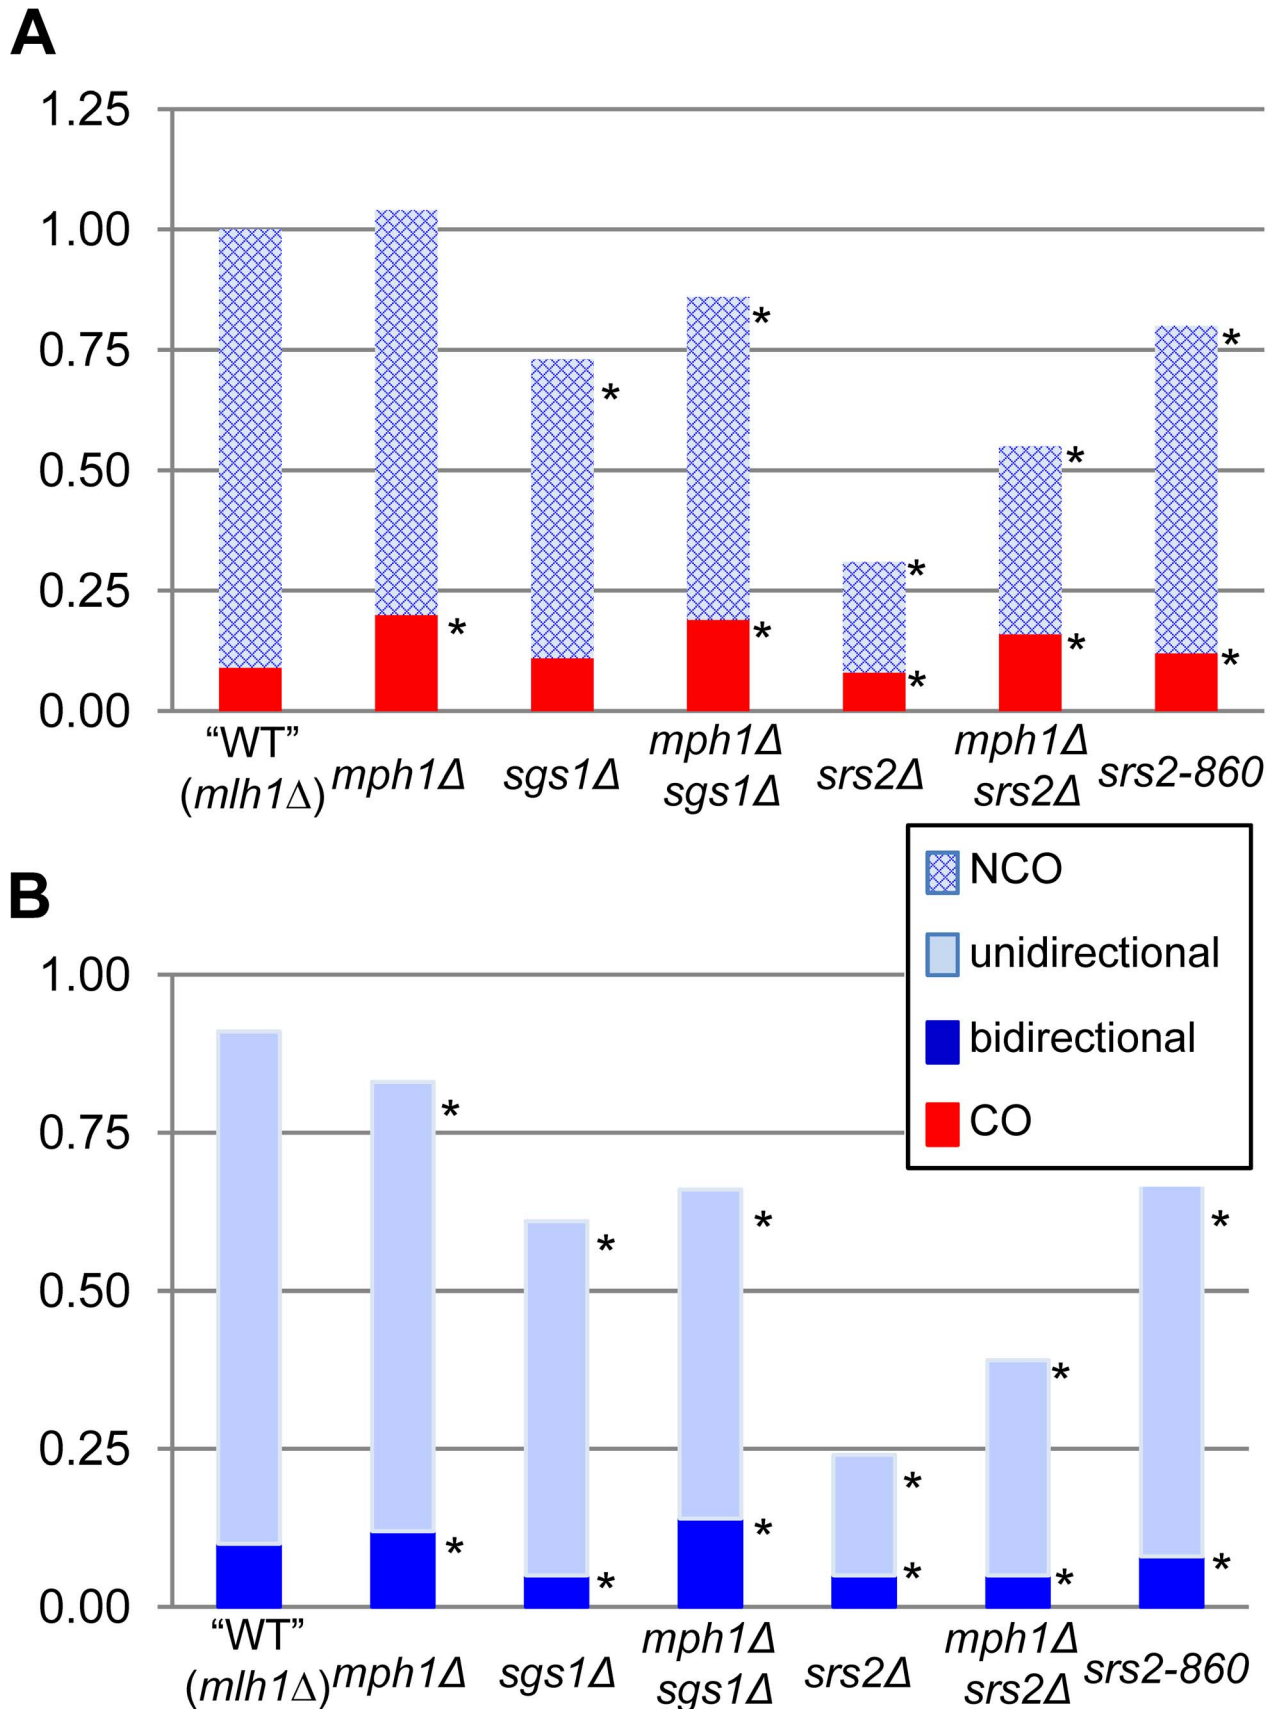 A
1.25
1.00
0.75
0.50
0.25
0.00
“WT”
(mlh1Δ)
mph1Δ
sgs1Δ
mph1Δ
sgs1Δ
srs2Δ
mph1Δ
srs2Δ
srs2-860
*
*
*
*
*
*
*
*
*
*
NCO
unidirectional
bidirectional
CO
B
1.00
0.75
0.50
0.25
0.00
“WT”
(mlh1Δ)
mph1Δ
sgs1Δ
mph1Δ
sgs1Δ
srs2Δ
mph1Δ
srs2Δ
srs2-860
*
*
*
*
*
*
*
*
*
*
*
*